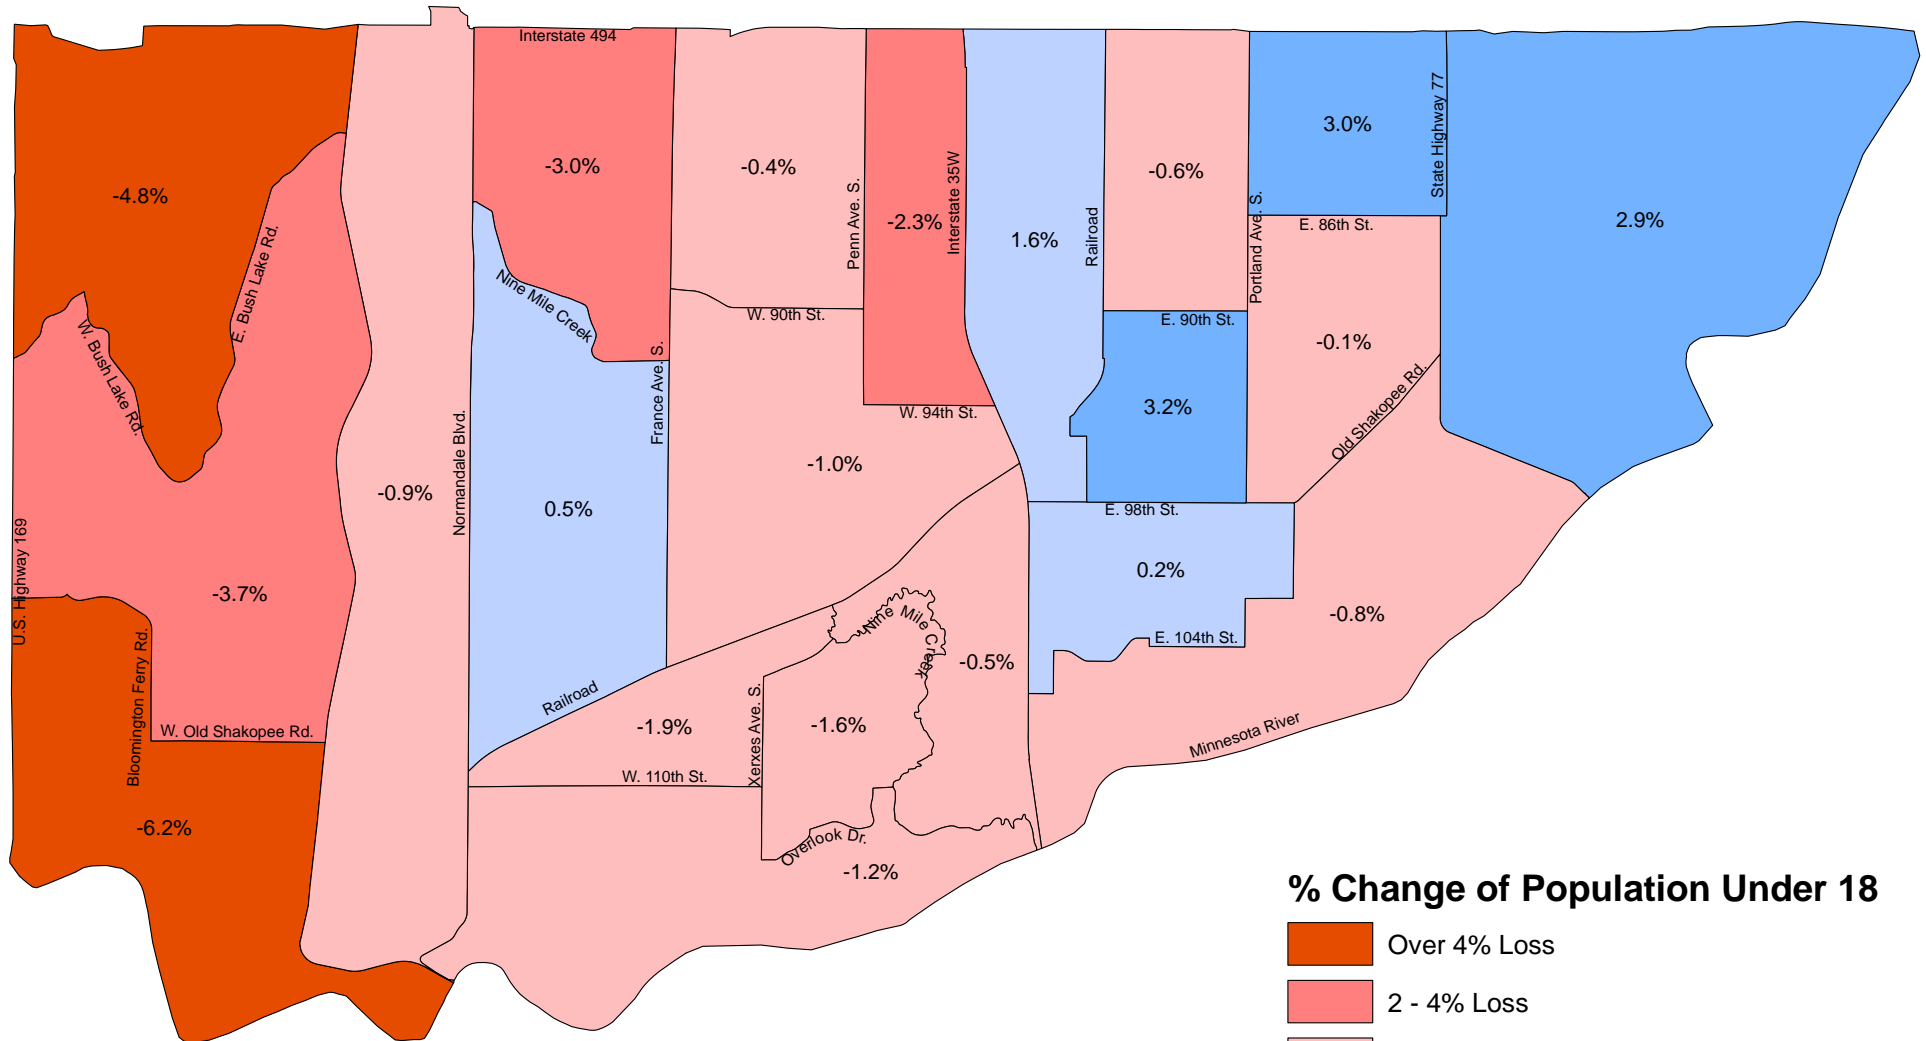 Interstate 494
State Highway 77
3.0%
-3.0%
-0.4%
-0.6%
-4.8%
Penn Ave. S.
Interstate 35W
-2.3%
1.6%
Railroad
Portland Ave. S.
E. 86th St.
2.9%
E. Bush Lake Rd.
Nine Mile Creek
W. 90th St.
E. 90th St.
-0.1%
W. Bush Lake Rd.
France Ave. S.
W. 94th St.
3.2%
Old Shakopee Rd.
Normandale Blvd.
-0.9%
-1.0%
0.5%
E. 98th St.
U.S. Highway 169
-3.7%
0.2%
-0.8%
Nine Mile Creek
E. 104th St.
-0.5%
Bloomington Ferry Rd.
W. Old Shakopee Rd.
Railroad
-1.9%
Xerxes Ave. S.
-1.6%
Minnesota River
W. 110th St.
-6.2%
Overlook Dr.
-1.2%
% Change of Population Under 18
Over 4% Loss
2 - 4% Loss